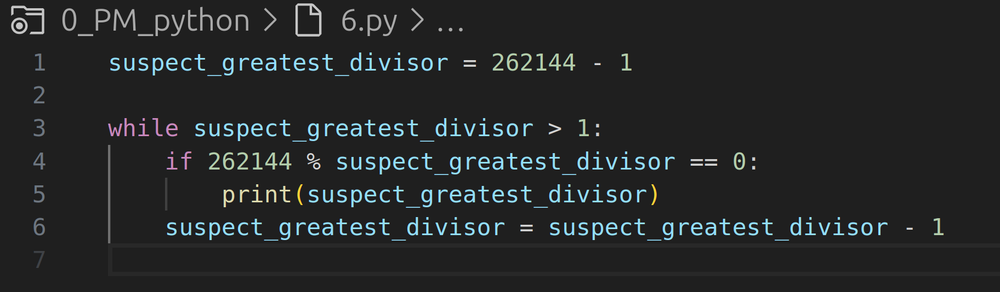 0_PM_python > 6.py > ...
1 suspect_greatest_divisor = 262144 - 1
2
3 while suspect_greatest_divisor > 1:
4     if 262144 % suspect_greatest_divisor == 0:
5         print(suspect_greatest_divisor)
6     suspect_greatest_divisor = suspect_greatest_divisor - 1
7